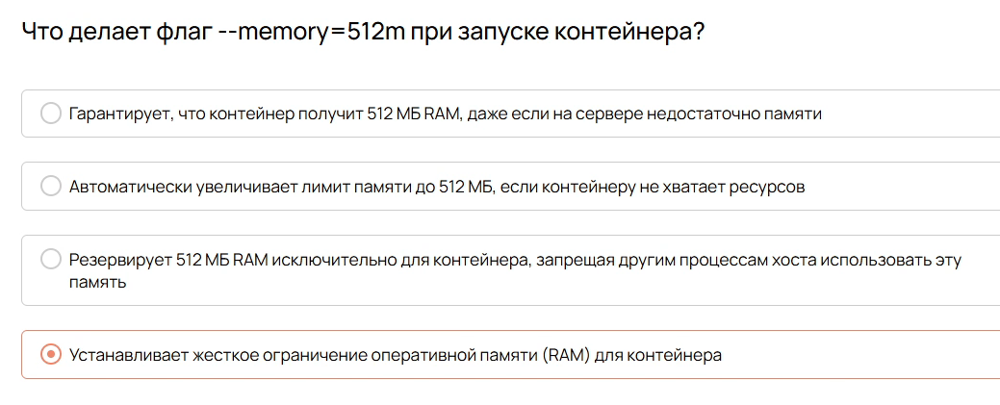 Что делает флаг --memory=512m при запуске контейнера?
Гарантирует, что контейнер получит 512 МБ RAM, даже если на сервере недостаточно памяти
Автоматически увеличивает лимит памяти до 512 МБ, если контейнеру не хватает ресурсов
Резервирует 512 МБ RAM исключительно для контейнера, запрещая другим процессам хоста использовать эту
память
Устанавливает жесткое ограничение оперативной памяти (RAM) для контейнера